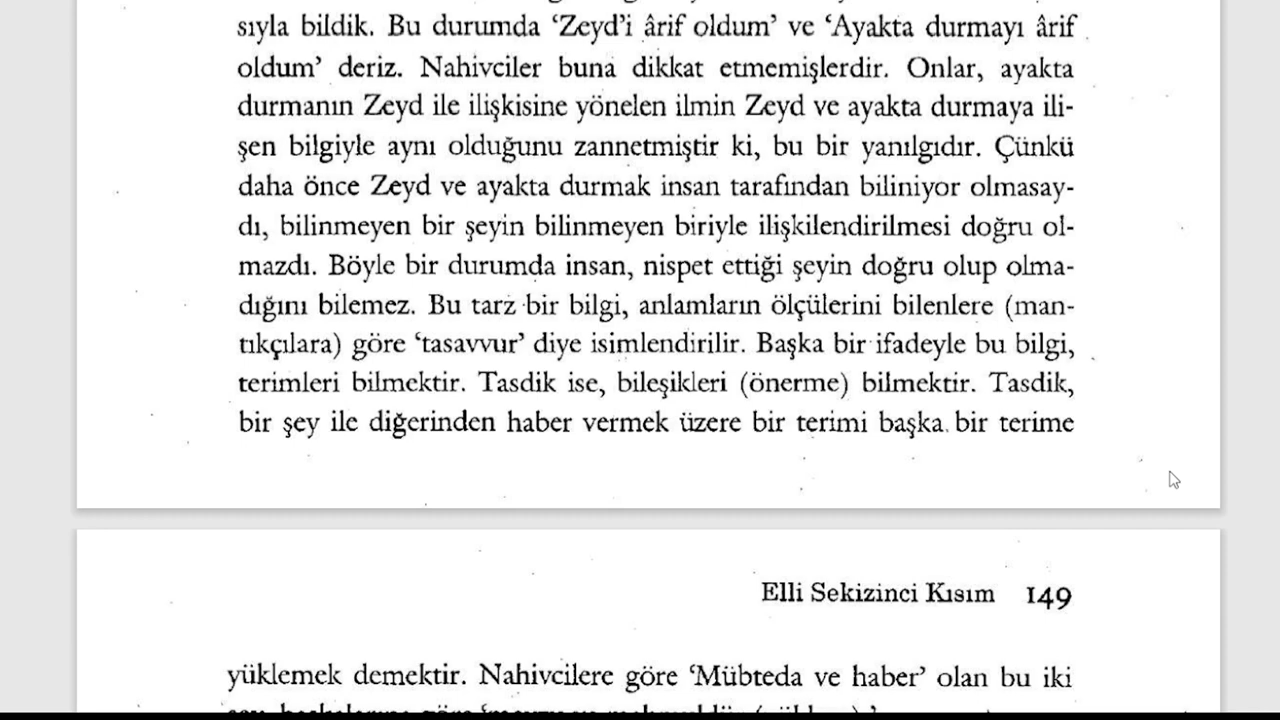 sıyla bildik. Bu durumda ‘Zeyd’i ârif oldum’ ve ‘Ayakta durmayı ârif
oldum’ deriz. Nahivciler buna dikkat etmemişlerdir. Onlar, ayakta
durmanın Zeyd ile ilişkisine yönelen ilmin Zeyd ve ayakta durmaya ili-
şen bilgiyle aynı olduğunu zannetmiştir ki, bu bir yanılgıdır. Çünkü
daha önce Zeyd ve ayakta durmak insan tarafından biliniyor olmasay-
dı, bilinmeyen bir şeyin bilinmeyen biriyle ilişkilendirilmesi doğru ol-
mazdı. Böyle bir durumda insan, nispet ettiği şeyin doğru olup olma-
dığını bilemez. Bu tarz bir bilgi, anlamların ölçülerini bilenlere (man-
tıkçılara) göre ‘tasavvur’ diye isimlendirilir. Başka bir ifadeyle bu bilgi,
terimleri bilmektir. Tasdik ise, bileşikleri (önerme) bilmektir. Tasdik,
bir şey ile diğerinden haber vermek üzere bir terimi başka bir terime
Elli Sekizinci Kısım 149
yüklemek demektir. Nahivcilere göre ‘Mübteda ve haber’ olan bu iki